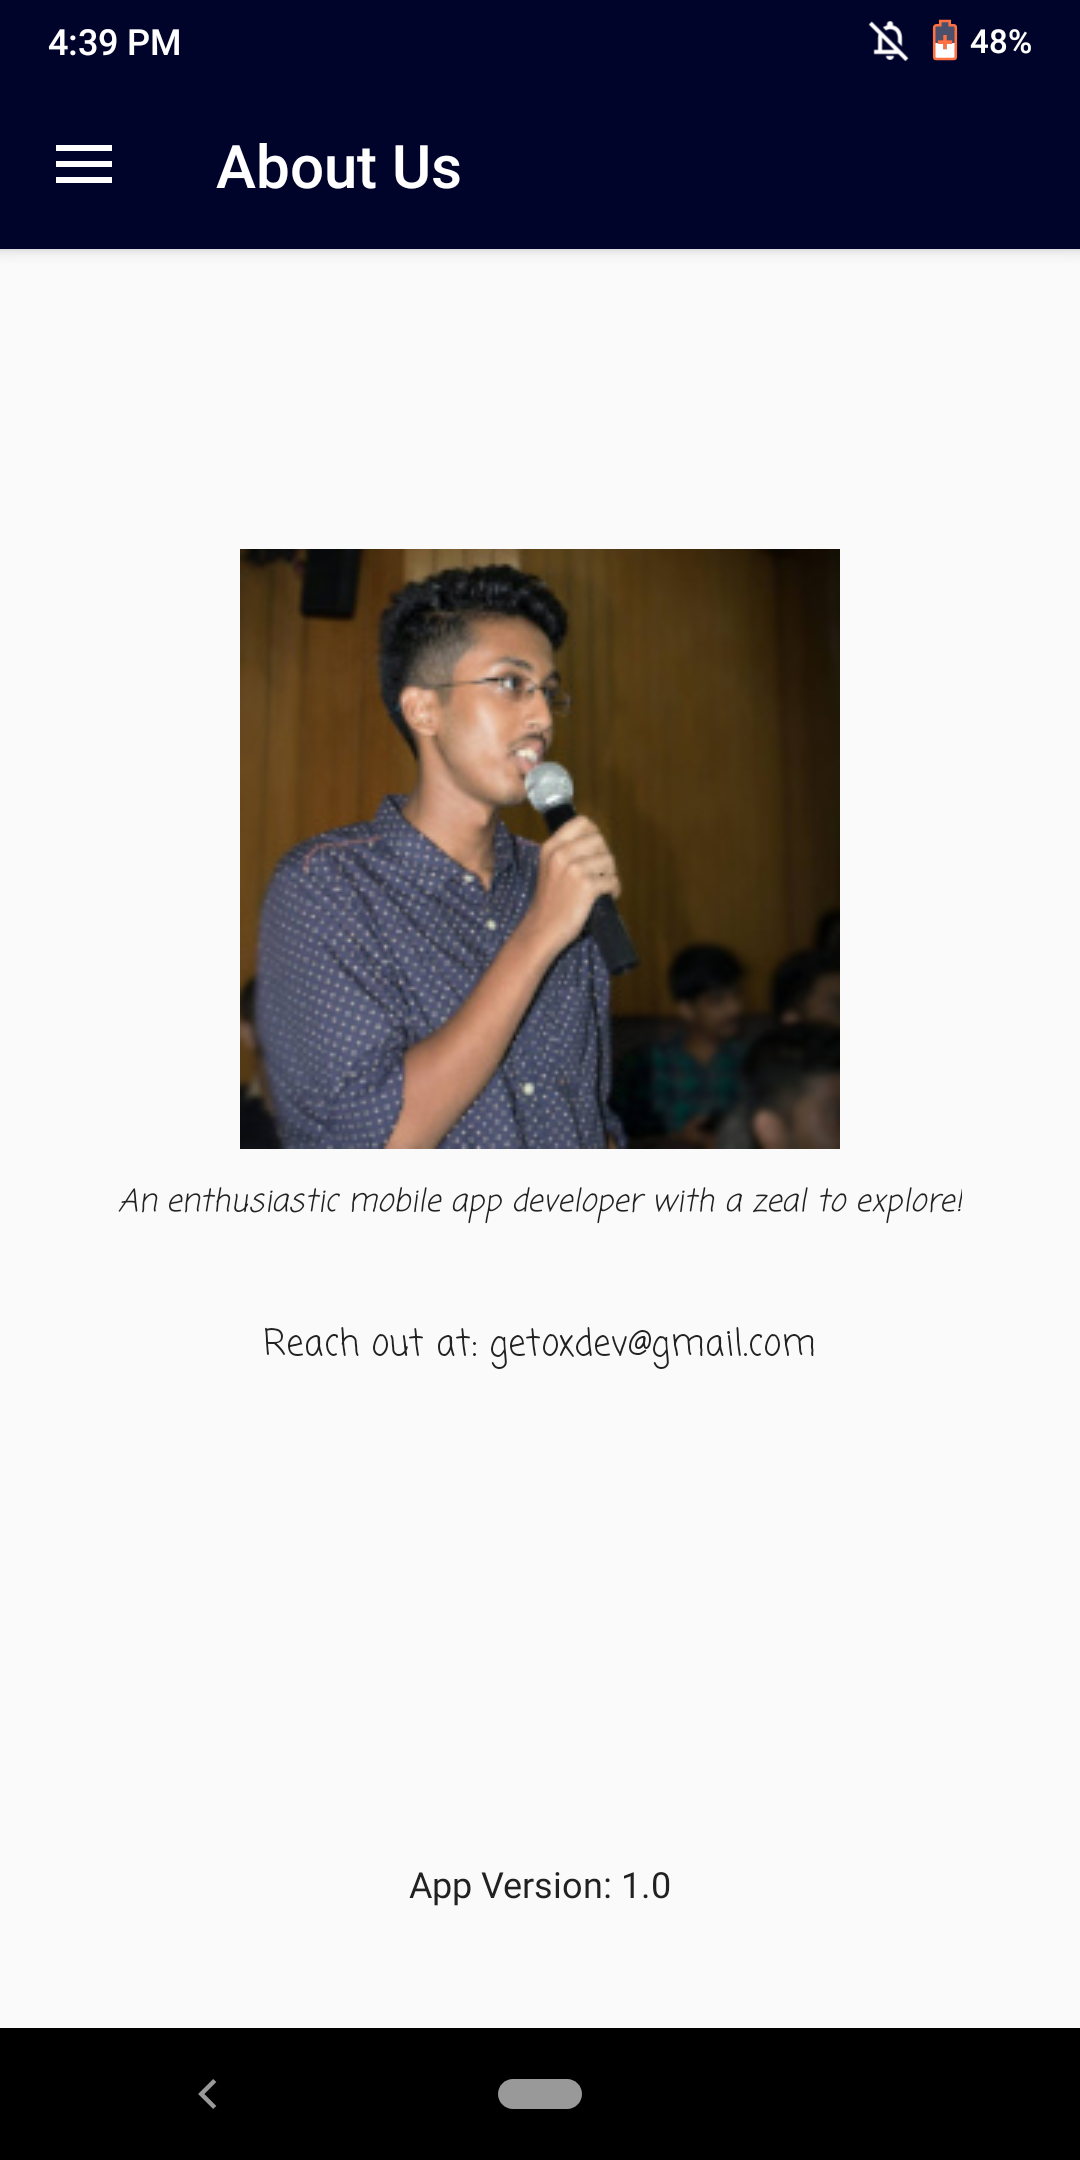 4:39 PM
48%
About Us
An enthusiastic mobile app developer with a zeal to explore!
Reach out at: getoxdev@gmail.com
App Version: 1.0